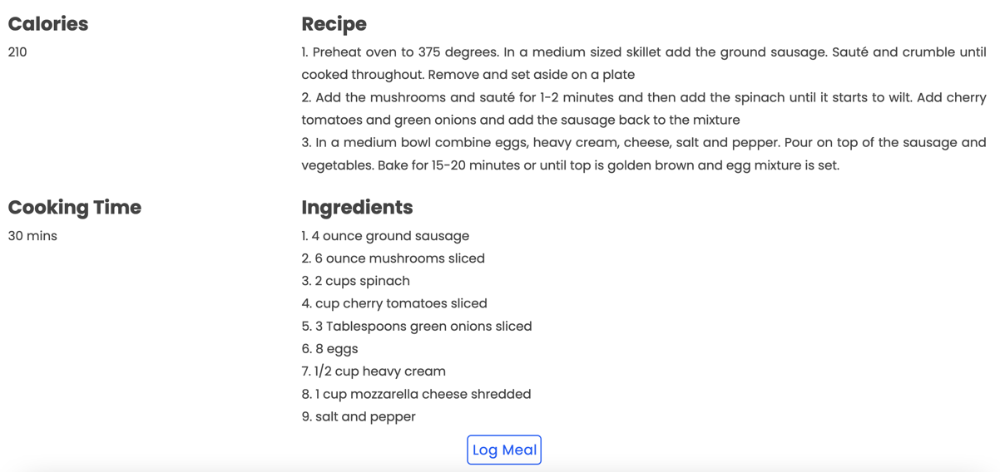 Calories
210
Recipe
1. Preheat oven to 375 degrees. In a medium sized skillet add the ground sausage. Sauté and crumble until
cooked throughout. Remove and set aside on a plate
2. Add the mushrooms and sauté for 1-2 minutes and then add the spinach until it starts to wilt. Add cherry
tomatoes and green onions and add the sausage back to the mixture
3. In a medium bowl combine eggs, heavy cream, cheese, salt and pepper. Pour on top of the sausage and
vegetables. Bake for 15-20 minutes or until top is golden brown and egg mixture is set.
Cooking Time
30 mins
Ingredients
1. 4 ounce ground sausage
2. 6 ounce mushrooms sliced
3. 2 cups spinach
4. cup cherry tomatoes sliced
5. 3 Tablespoons green onions sliced
6. 8 eggs
7. 1/2 cup heavy cream
8. 1 cup mozzarella cheese shredded
9. salt and pepper
Log Meal